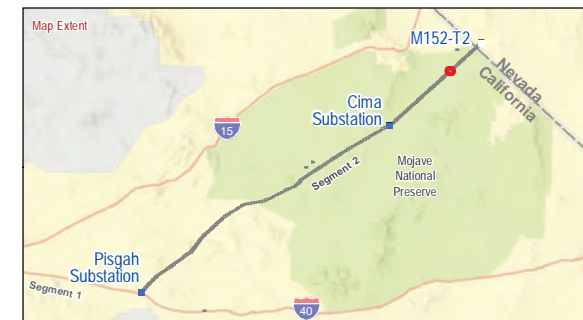 Map Extent
M152-T2
Nevada
California
Cima
Substation
15
Mojave
National
Preserve
Segment 2
Pisgah
Substation
Segment 1
40